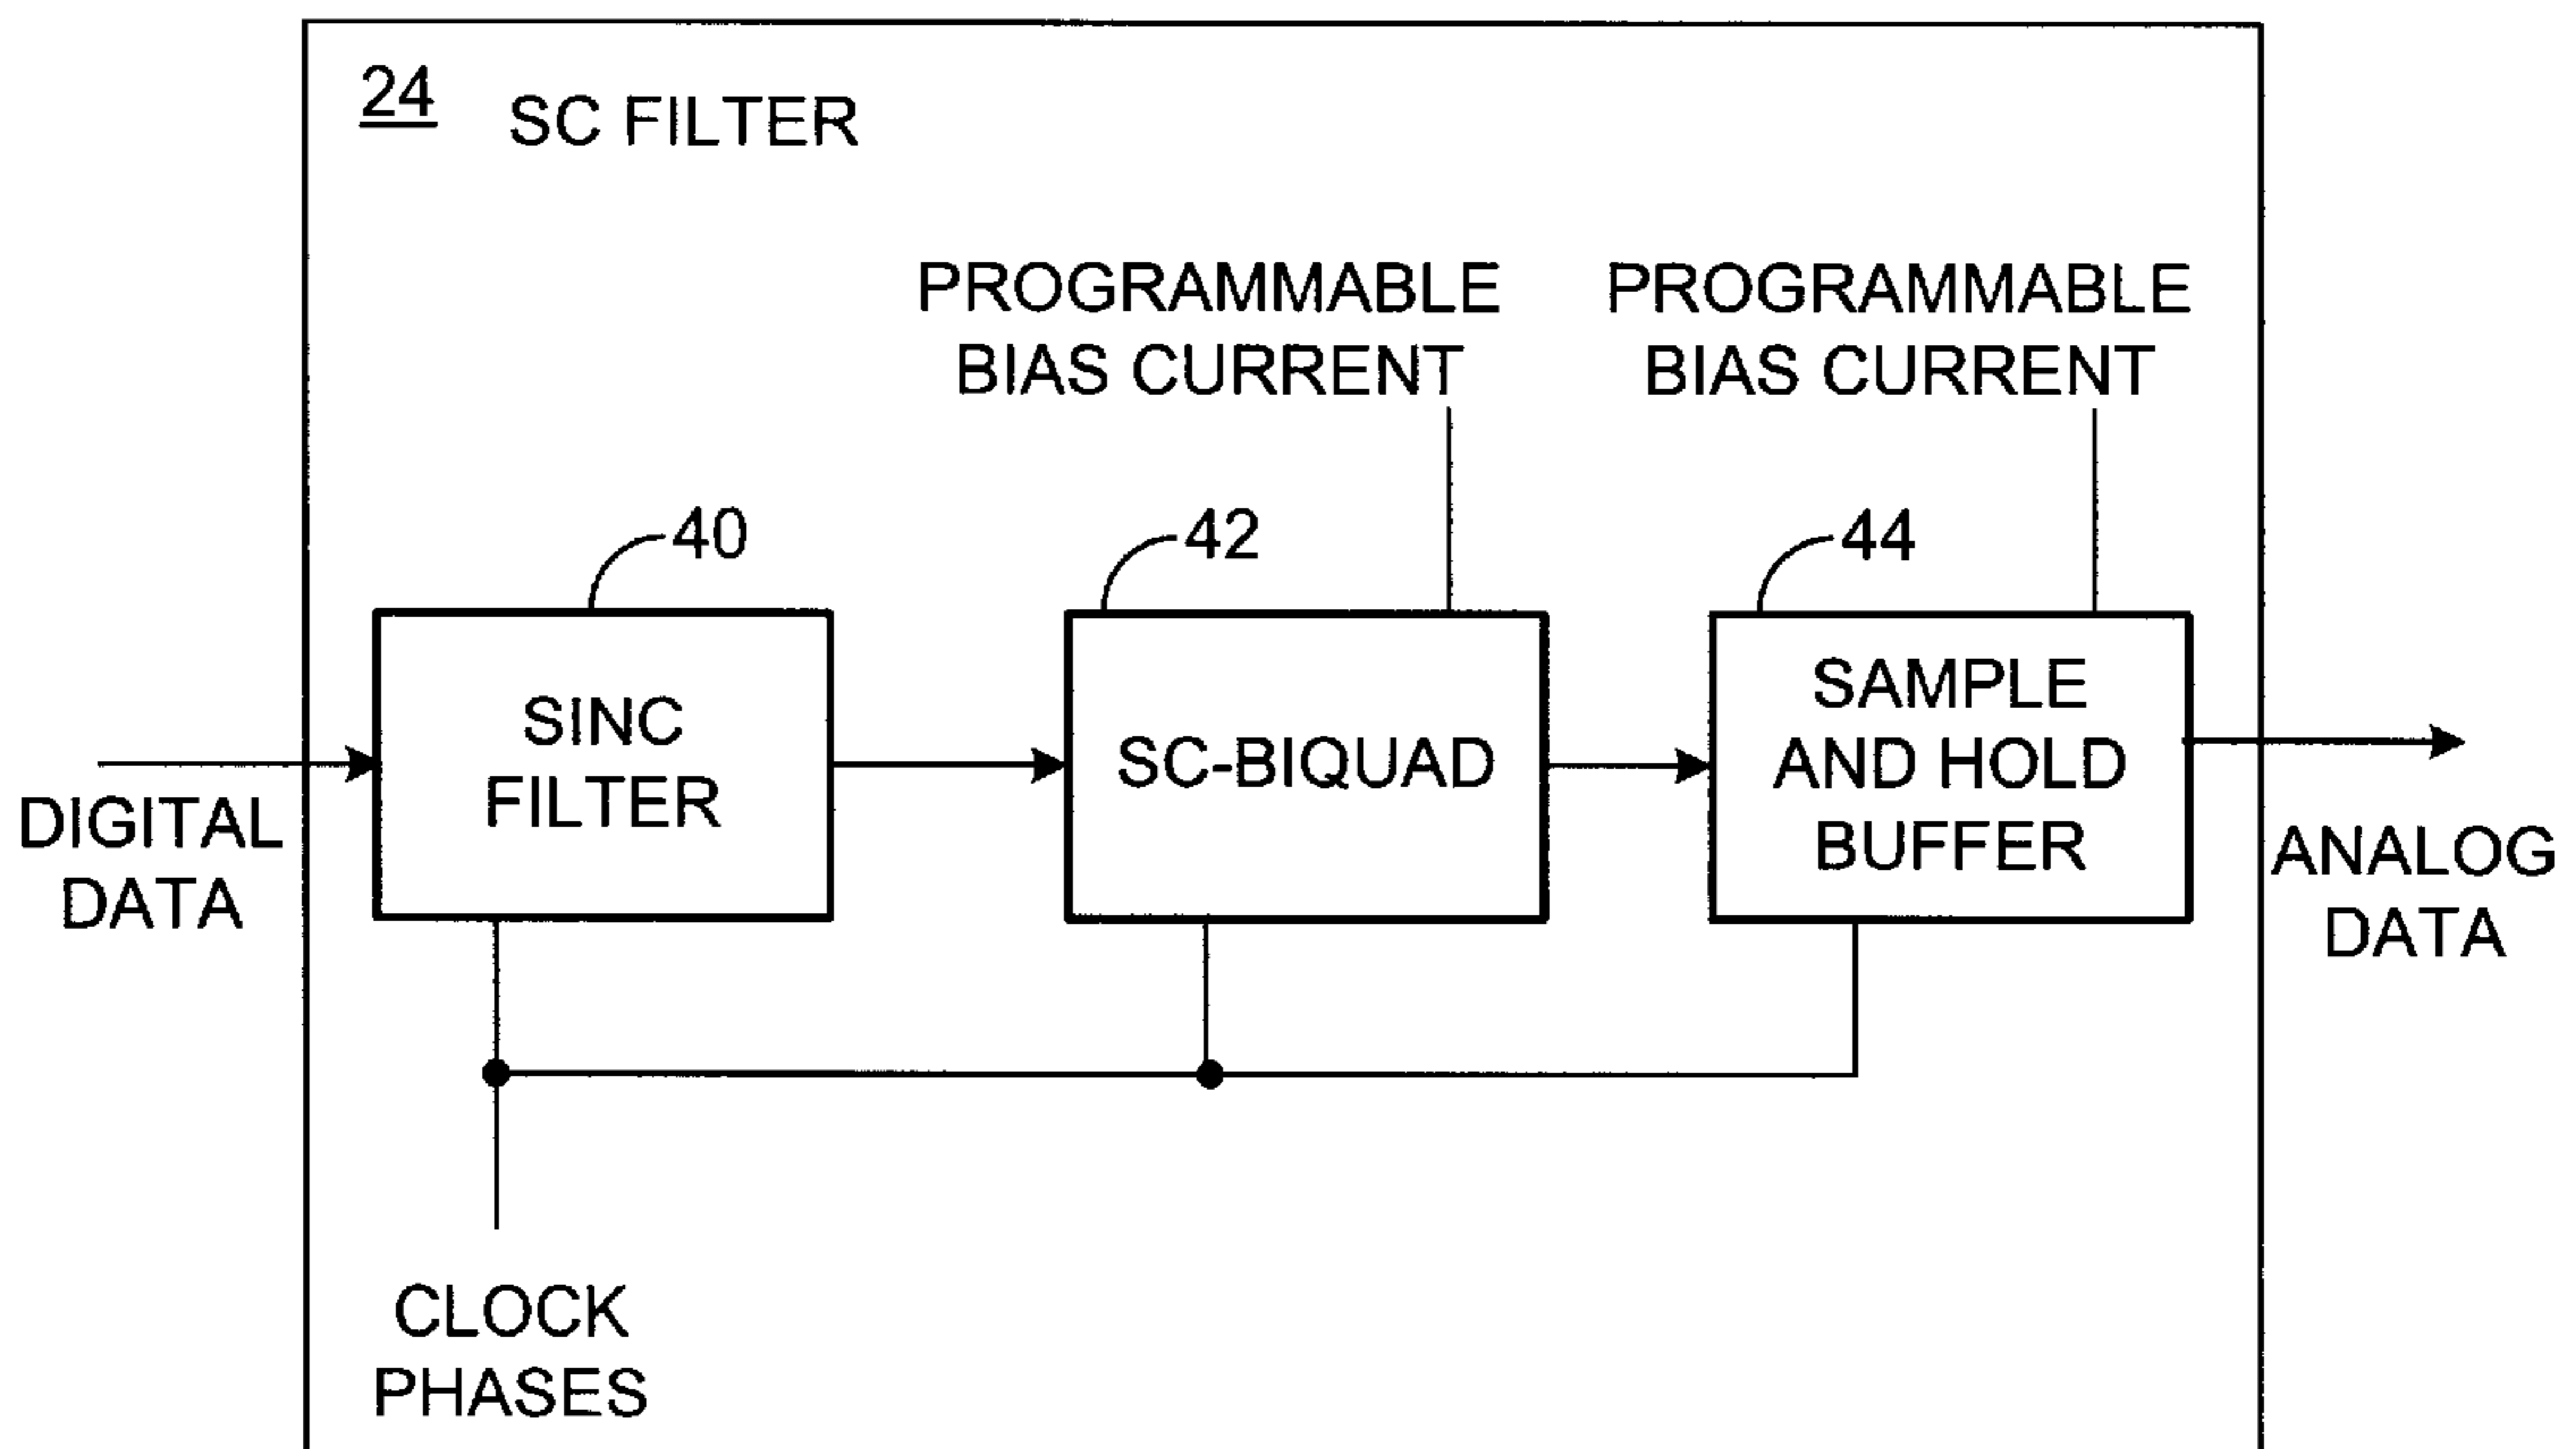 24 SC FILTER
PROGRAMMABLE
BIAS CURRENT
PROGRAMMABLE
BIAS CURRENT
40
42
44
SINC
FILTER
SC-BIQUAD
SAMPLE
AND HOLD
BUFFER
DIGITAL
DATA
ANALOG
DATA
CLOCK
PHASES